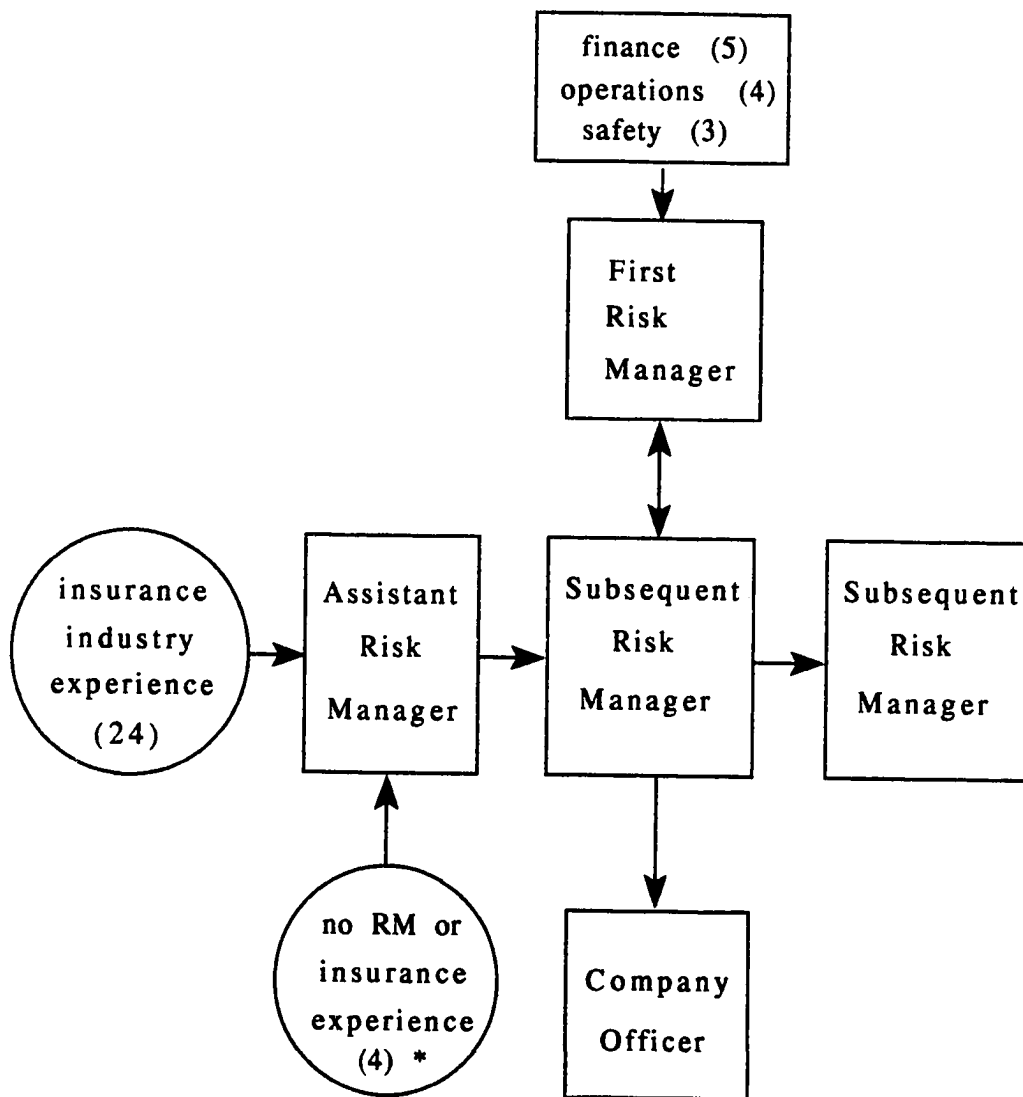 finance (5)
operations (4)
safety (3)
First
Risk
Manager
insurance
industry
experience
(24)
Assistant
Risk
Manager
Subsequent
Risk
Manager
Subsequent
Risk
Manager
no RM or
insurance
experience
(4) *
Company
Officer